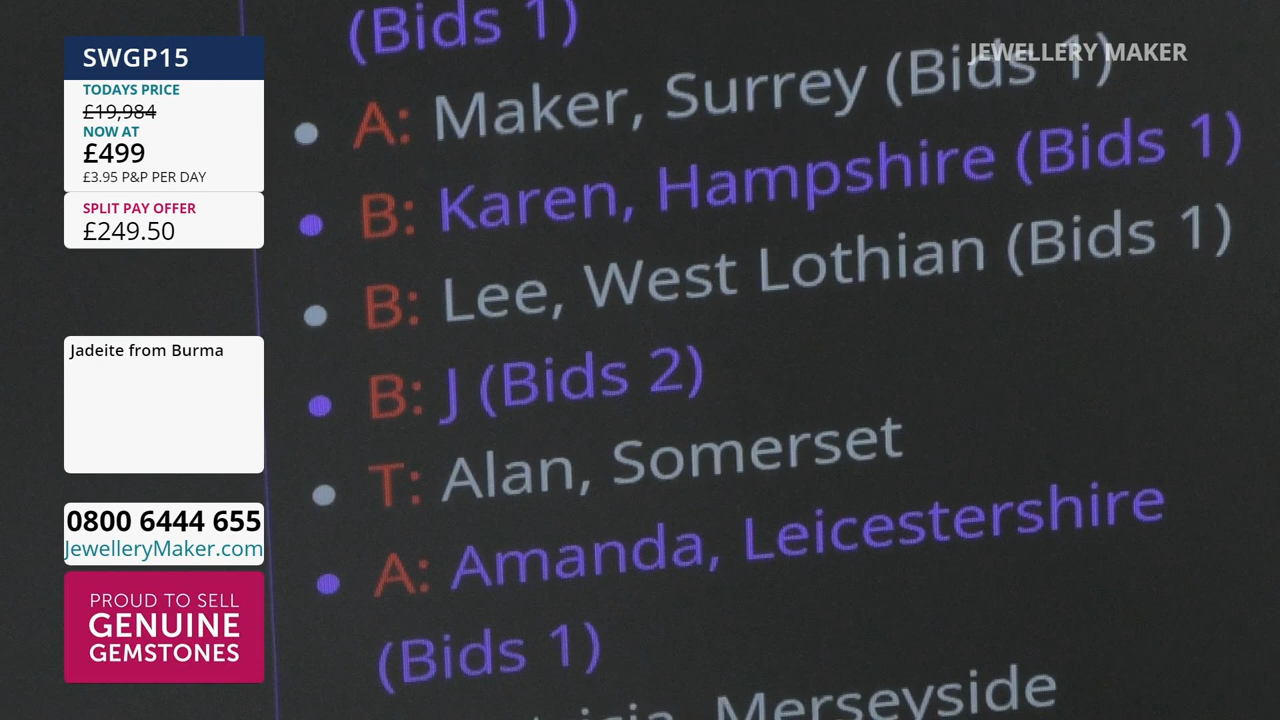 SWGP15
TODAYS PRICE
£19,984
NOW AT
£499
£3.95 P&P PER DAY
SPLIT PAY OFFER
£249.50
Jadeite from Burma
0800 6444 655
JewelleryMaker.com
PROUD TO SELL
GENUINE
GEMSTONES
JEWELLERY MAKER
(Bids 1)
A: Maker, Surrey (Bids 1)
B: Karen, Hampshire (Bids 1)
B: Lee, West Lothian (Bids 1)
B: J (Bids 2)
T: Alan, Somerset
A: Amanda, Leicestershire
(Bids 1)
Merseyside